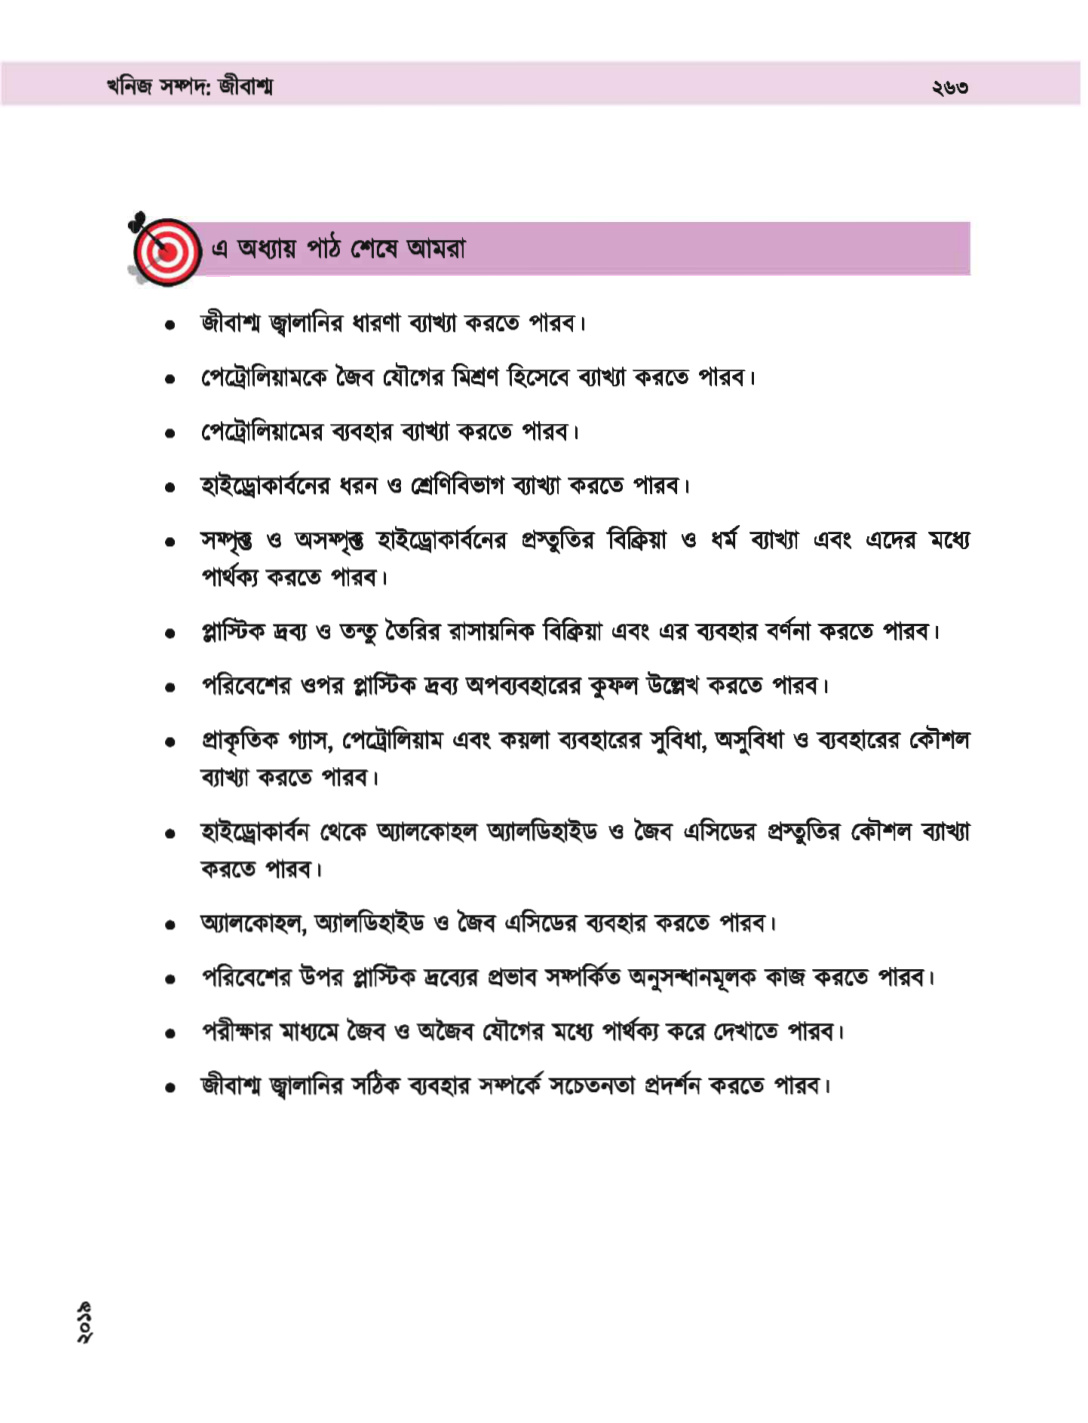 খনিজ সম্পদ: জীবাশ্ম ২৬৩
এ অধ্যায় পাঠ শেষে আমরা
• জীবাশ্ম জ্বালানির ধারণা ব্যাখ্যা করতে পারব।
• পেট্রোলিয়ামকে জৈব যৌগের মিশ্রণ হিসেবে ব্যাখ্যা করতে পারব।
• পেট্রোলিয়ামের ব্যবহার ব্যাখ্যা করতে পারব।
• হাইড্রোকার্বনের ধরন ও শ্রেণিবিভাগ ব্যাখ্যা করতে পারব।
• সম্পৃক্ত ও অসম্পৃক্ত হাইড্রোকার্বনের প্রস্তুতির বিক্রিয়া ও ধর্ম ব্যাখ্যা এবং এদের মধ্যে
পার্থক্য করতে পারব।
• প্লাস্টিক দ্রব্য ও তন্তু তৈরির রাসায়নিক বিক্রিয়া এবং এর ব্যবহার বর্ণনা করতে পারব।
• পরিবেশের ওপর প্লাস্টিক দ্রব্য অপব্যবহারের কুফল উল্লেখ করতে পারব।
• প্রাকৃতিক গ্যাস, পেট্রোলিয়াম এবং কয়লা ব্যবহারের সুবিধা, অসুবিধা ও ব্যবহারের কৌশল
ব্যাখ্যা করতে পারব।
• হাইড্রোকার্বন থেকে অ্যালকোহল অ্যালডিহাইড ও জৈব এসিডের প্রস্তুতির কৌশল ব্যাখ্যা
করতে পারব।
• অ্যালকোহল, অ্যালডিহাইড ও জৈব এসিডের ব্যবহার করতে পারব।
• পরিবেশের উপর প্লাস্টিক দ্রব্যের প্রভাব সম্পর্কিত অনুসন্ধানমূলক কাজ করতে পারব।
• পরীক্ষার মাধ্যমে জৈব ও অজৈব যৌগের মধ্যে পার্থক্য করে দেখাতে পারব।
• জীবাশ্ম জ্বালানির সঠিক ব্যবহার সম্পর্কে সচেতনতা প্রদর্শন করতে পারব।
২০১৯